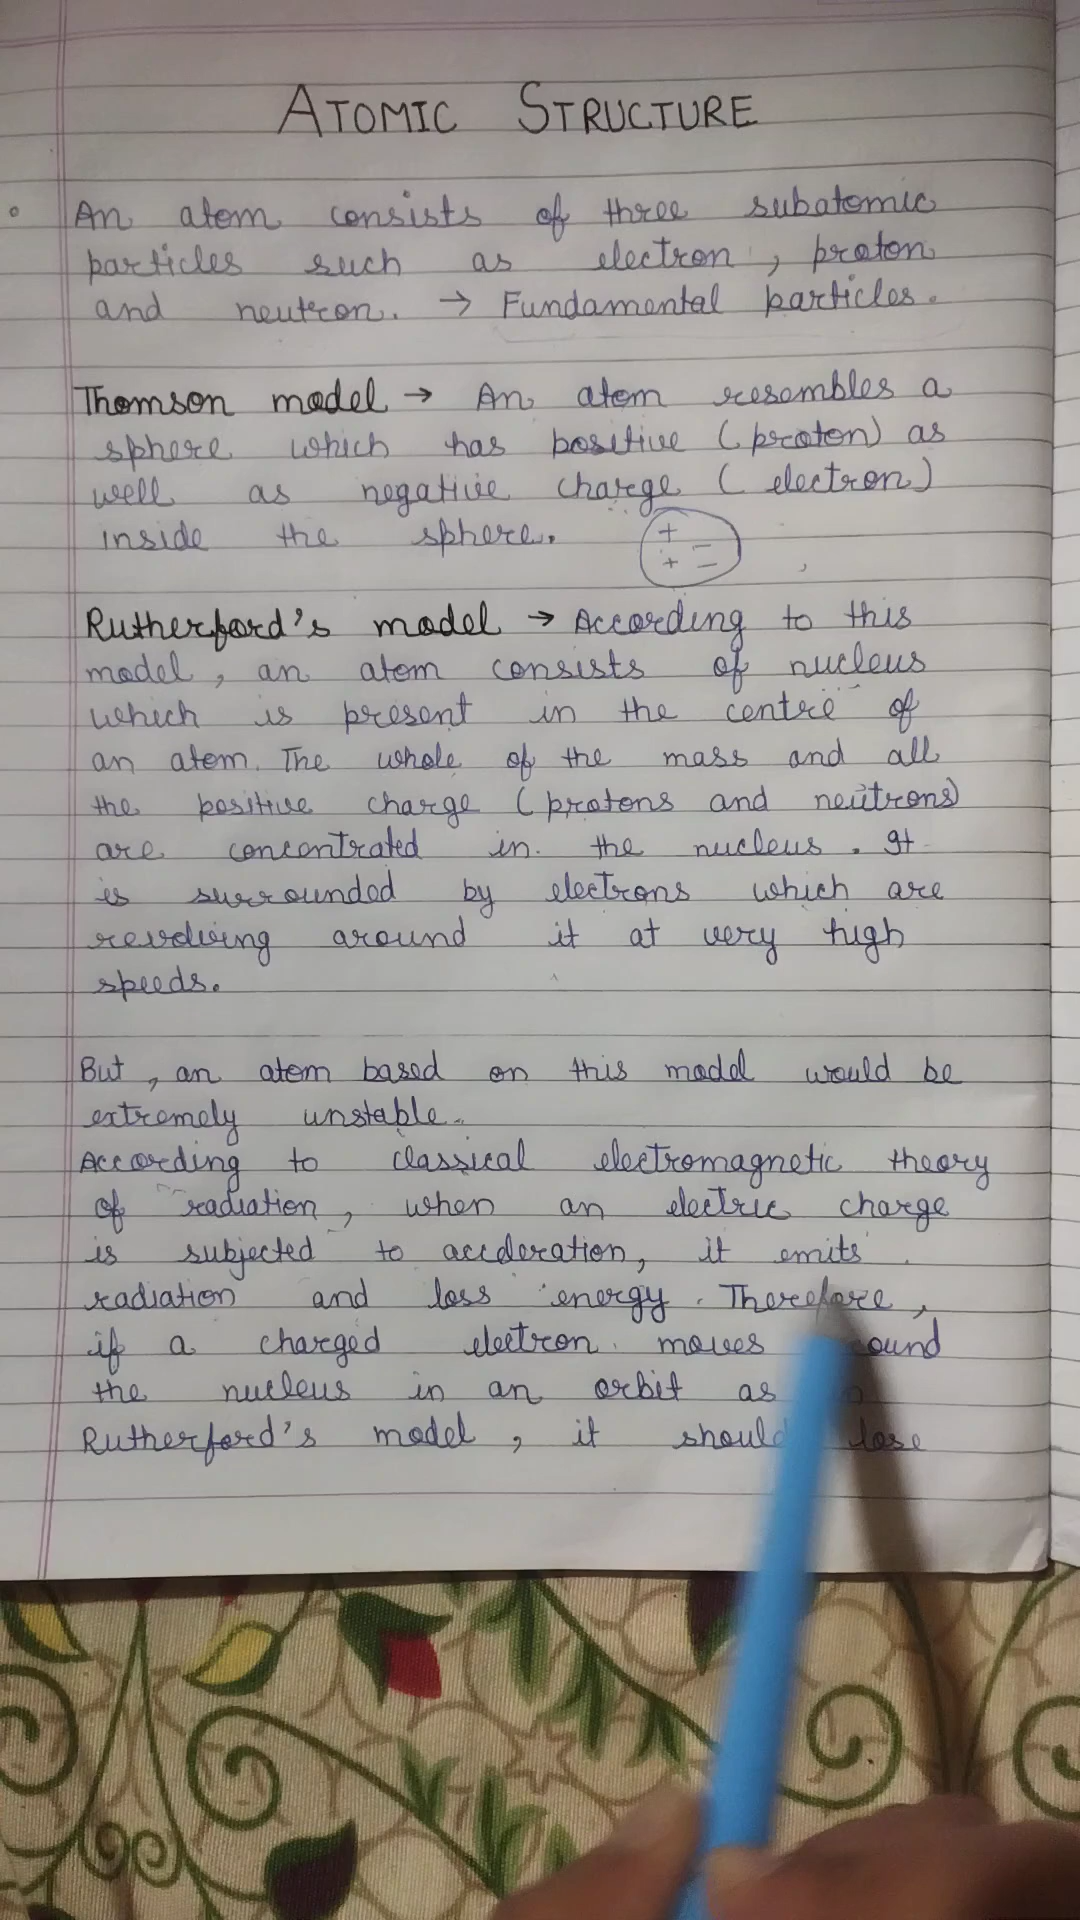 ATOMIC STRUCTURE
An atom consists of three subatomic
particles such as electron, proton
and neutron. → Fundamental particles.
Thomson model → An atom resembles a
sphere which has positive (proton) as
well as negative charge (electron)
inside the sphere.
+ −
+ −
Rutherford's model → According to this
model, an atom consists of nucleus
which is present in the centre of
an atom. The whole of the mass and all
the positive charge (protons and neutrons)
are concentrated in the nucleus. It
is surrounded by electrons which are
revolving around it at very high
speeds.
But, an atom based on this model would be
extremely unstable.
According to classical electromagnetic theory
of radiation, when an electric charge
is subjected to acceleration, it emits
radiation and loss energy. Therefore,
if a charged electron moves ound
the nucleus in an orbit as
Rutherford's model, it should lose